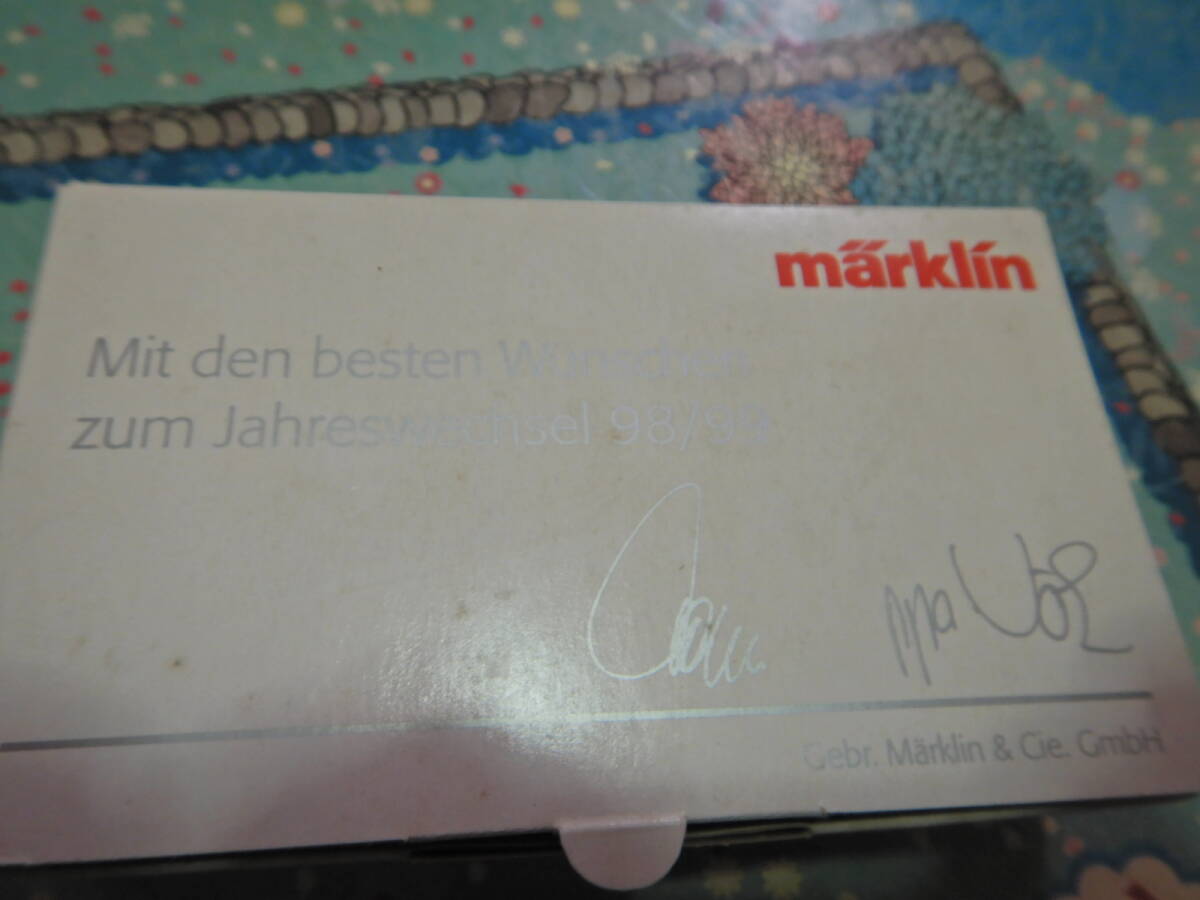 märklin
Mit den besten Wünschen
zum Jahreswechsel 98/99
Gebr. Märklin & Cie. GmbH